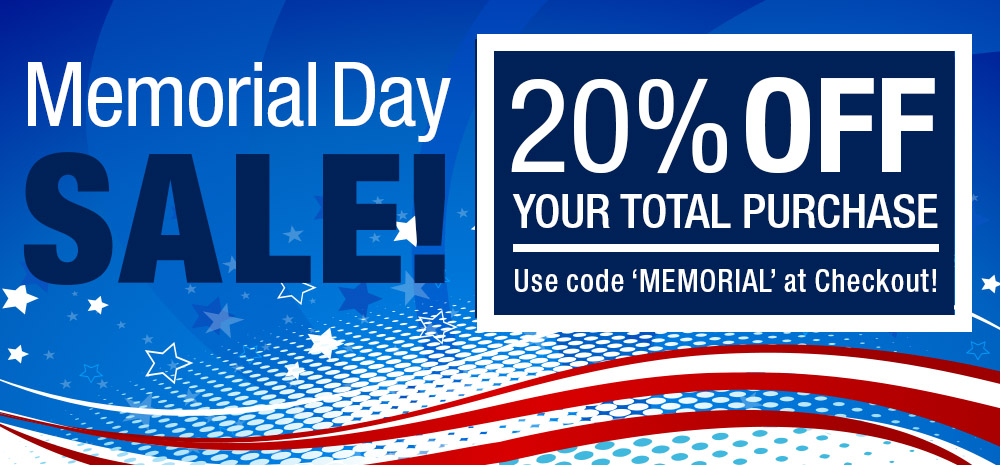 Memorial Day
SALE!
20% OFF
YOUR TOTAL PURCHASE
Use code ‘MEMORIAL’ at Checkout!